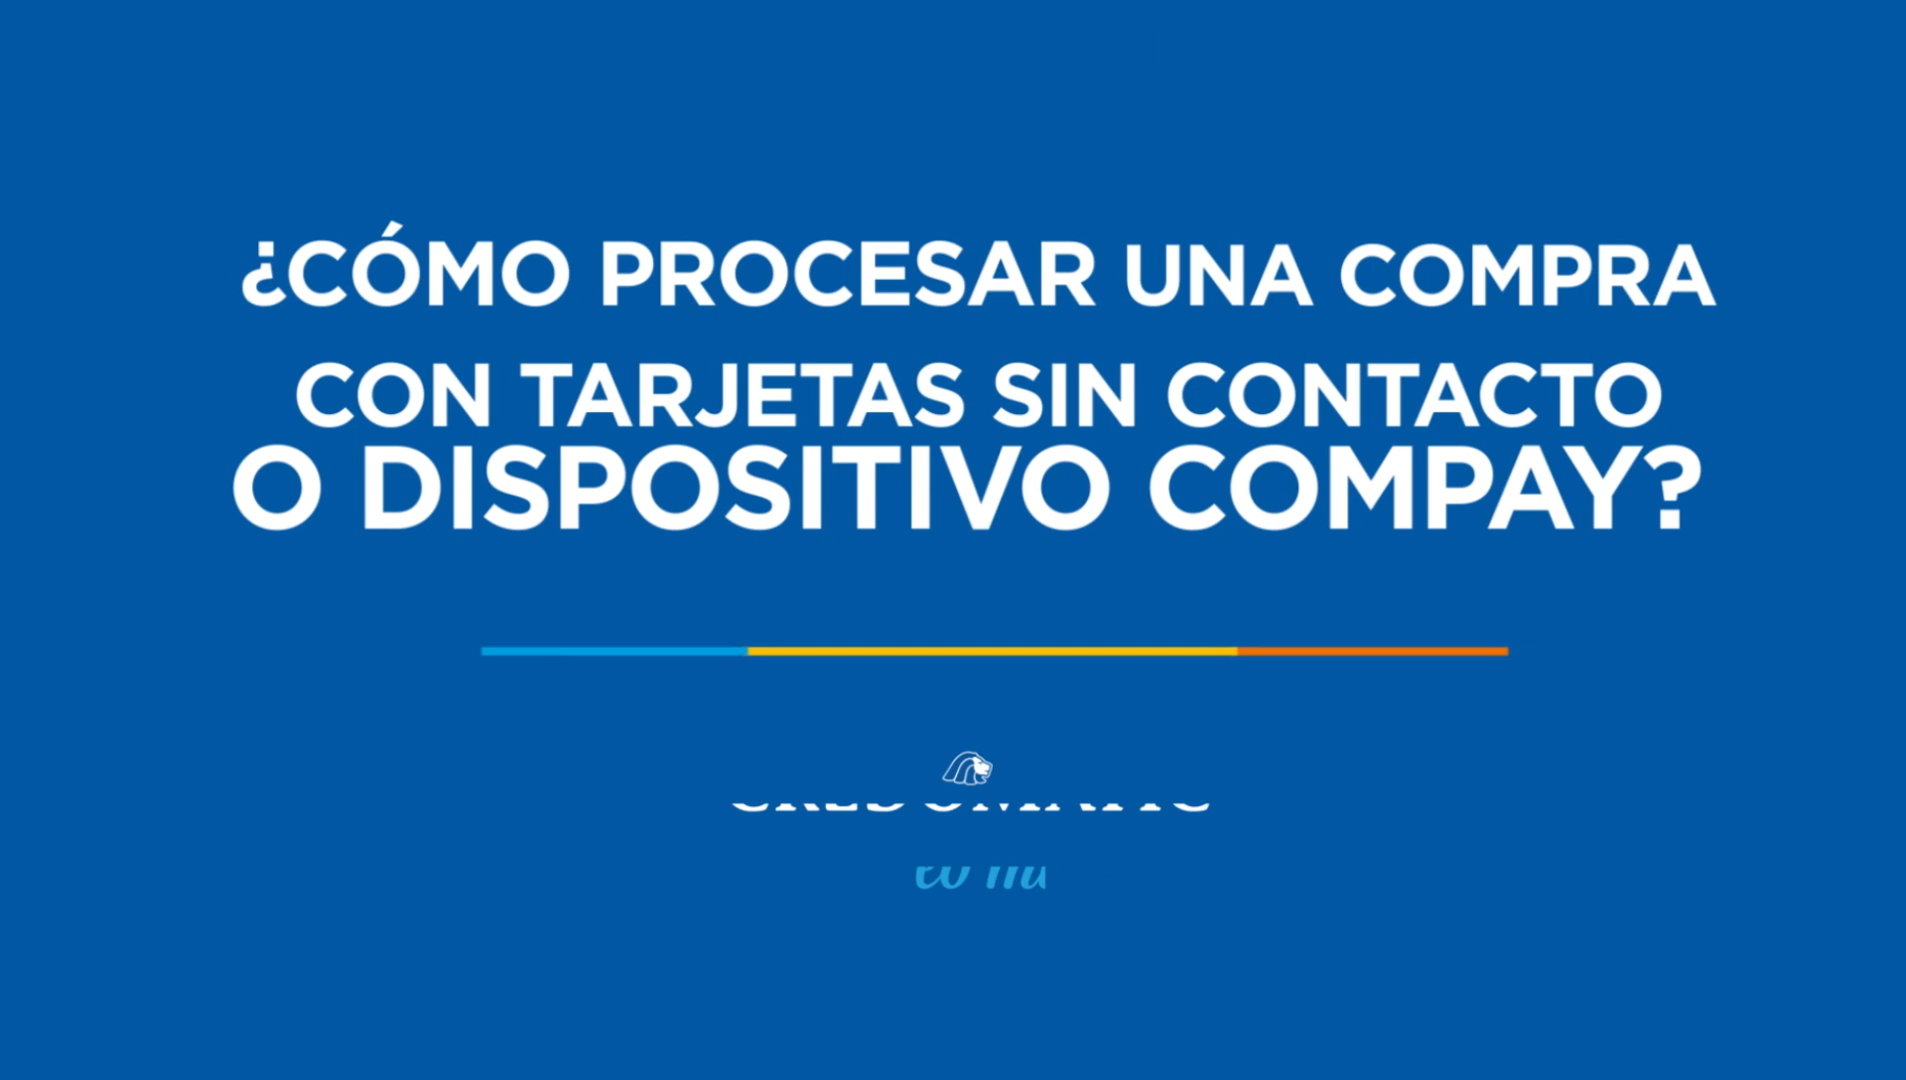 ¿CÓMO PROCESAR UNA COMPRA
CON TARJETAS SIN CONTACTO
O DISPOSITIVO COMPAY?